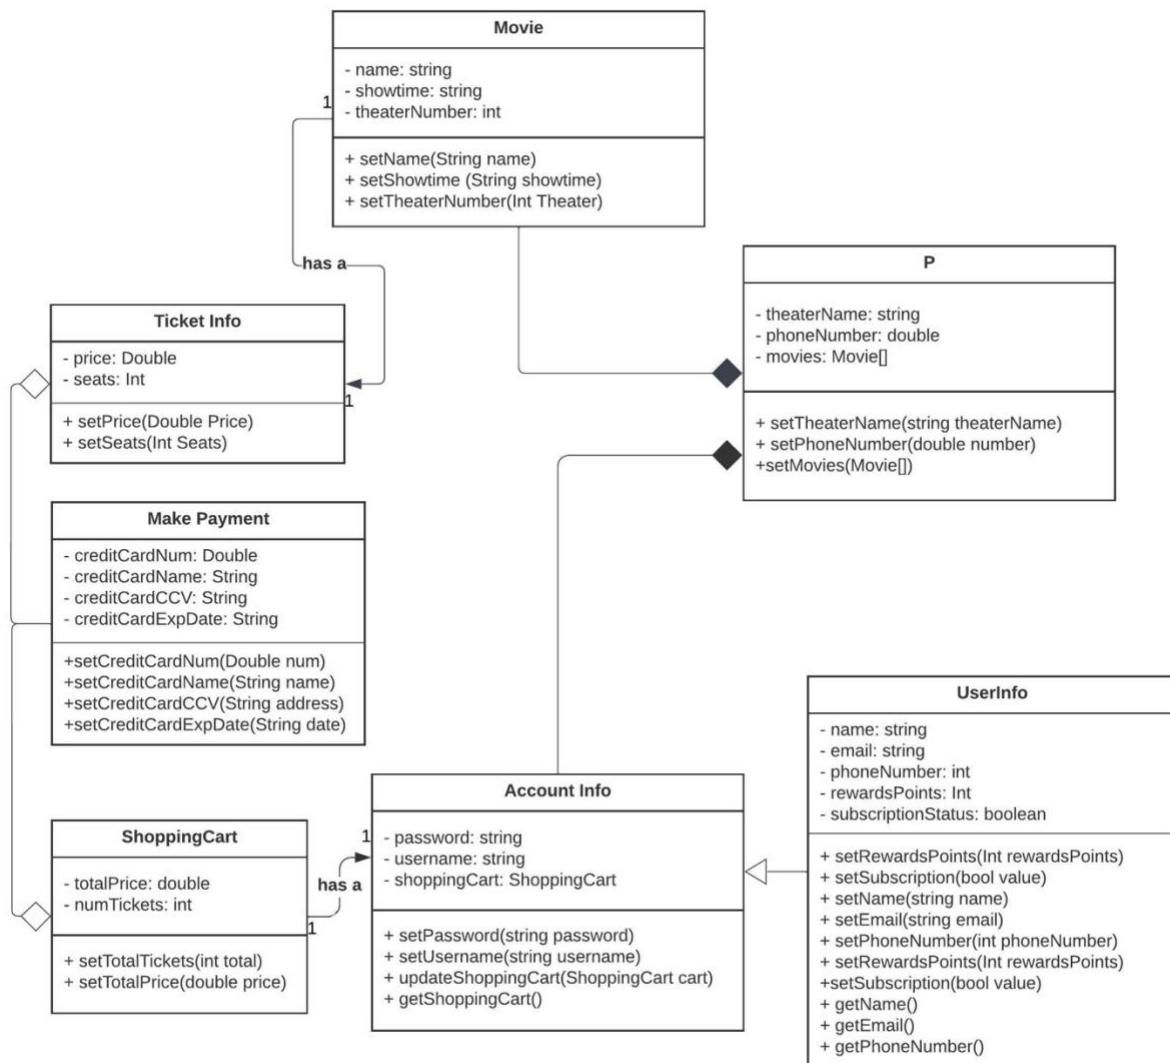 Movie
- name: string
- showtime: string
- theaterNumber: int
+ setName(String name)
+ setShowtime (String showtime)
+ setTheaterNumber(Int Theater)
1
has a
1
P
- theaterName: string
- phoneNumber: double
- movies: Movie[]
+ setTheaterName(string theaterName)
+ setPhoneNumber(double number)
+setMovies(Movie[])
Ticket Info
- price: Double
- seats: Int
+ setPrice(Double Price)
+ setSeats(Int Seats)
Make Payment
- creditCardNum: Double
- creditCardName: String
- creditCardCCV: String
- creditCardExpDate: String
+setCreditCardNum(Double num)
+setCreditCardName(String name)
+setCreditCardCCV(String address)
+setCreditCardExpDate(String date)
ShoppingCart
- totalPrice: double
- numTickets: int
+ setTotalTickets(int total)
+ setTotalPrice(double price)
1
has a
1
Account Info
- password: string
- username: string
- shoppingCart: ShoppingCart
+ setPassword(string password)
+ setUsername(string username)
+ updateShoppingCart(ShoppingCart cart)
+ getShoppingCart()
UserInfo
- name: string
- email: string
- phoneNumber: int
- rewardsPoints: Int
- subscriptionStatus: boolean
+ setRewardsPoints(Int rewardsPoints)
+ setSubscription(bool value)
+ setName(string name)
+ setEmail(string email)
+ setPhoneNumber(int phoneNumber)
+ setRewardsPoints(Int rewardsPoints)
+setSubscription(bool value)
+ getName()
+ getEmail()
+ getPhoneNumber()